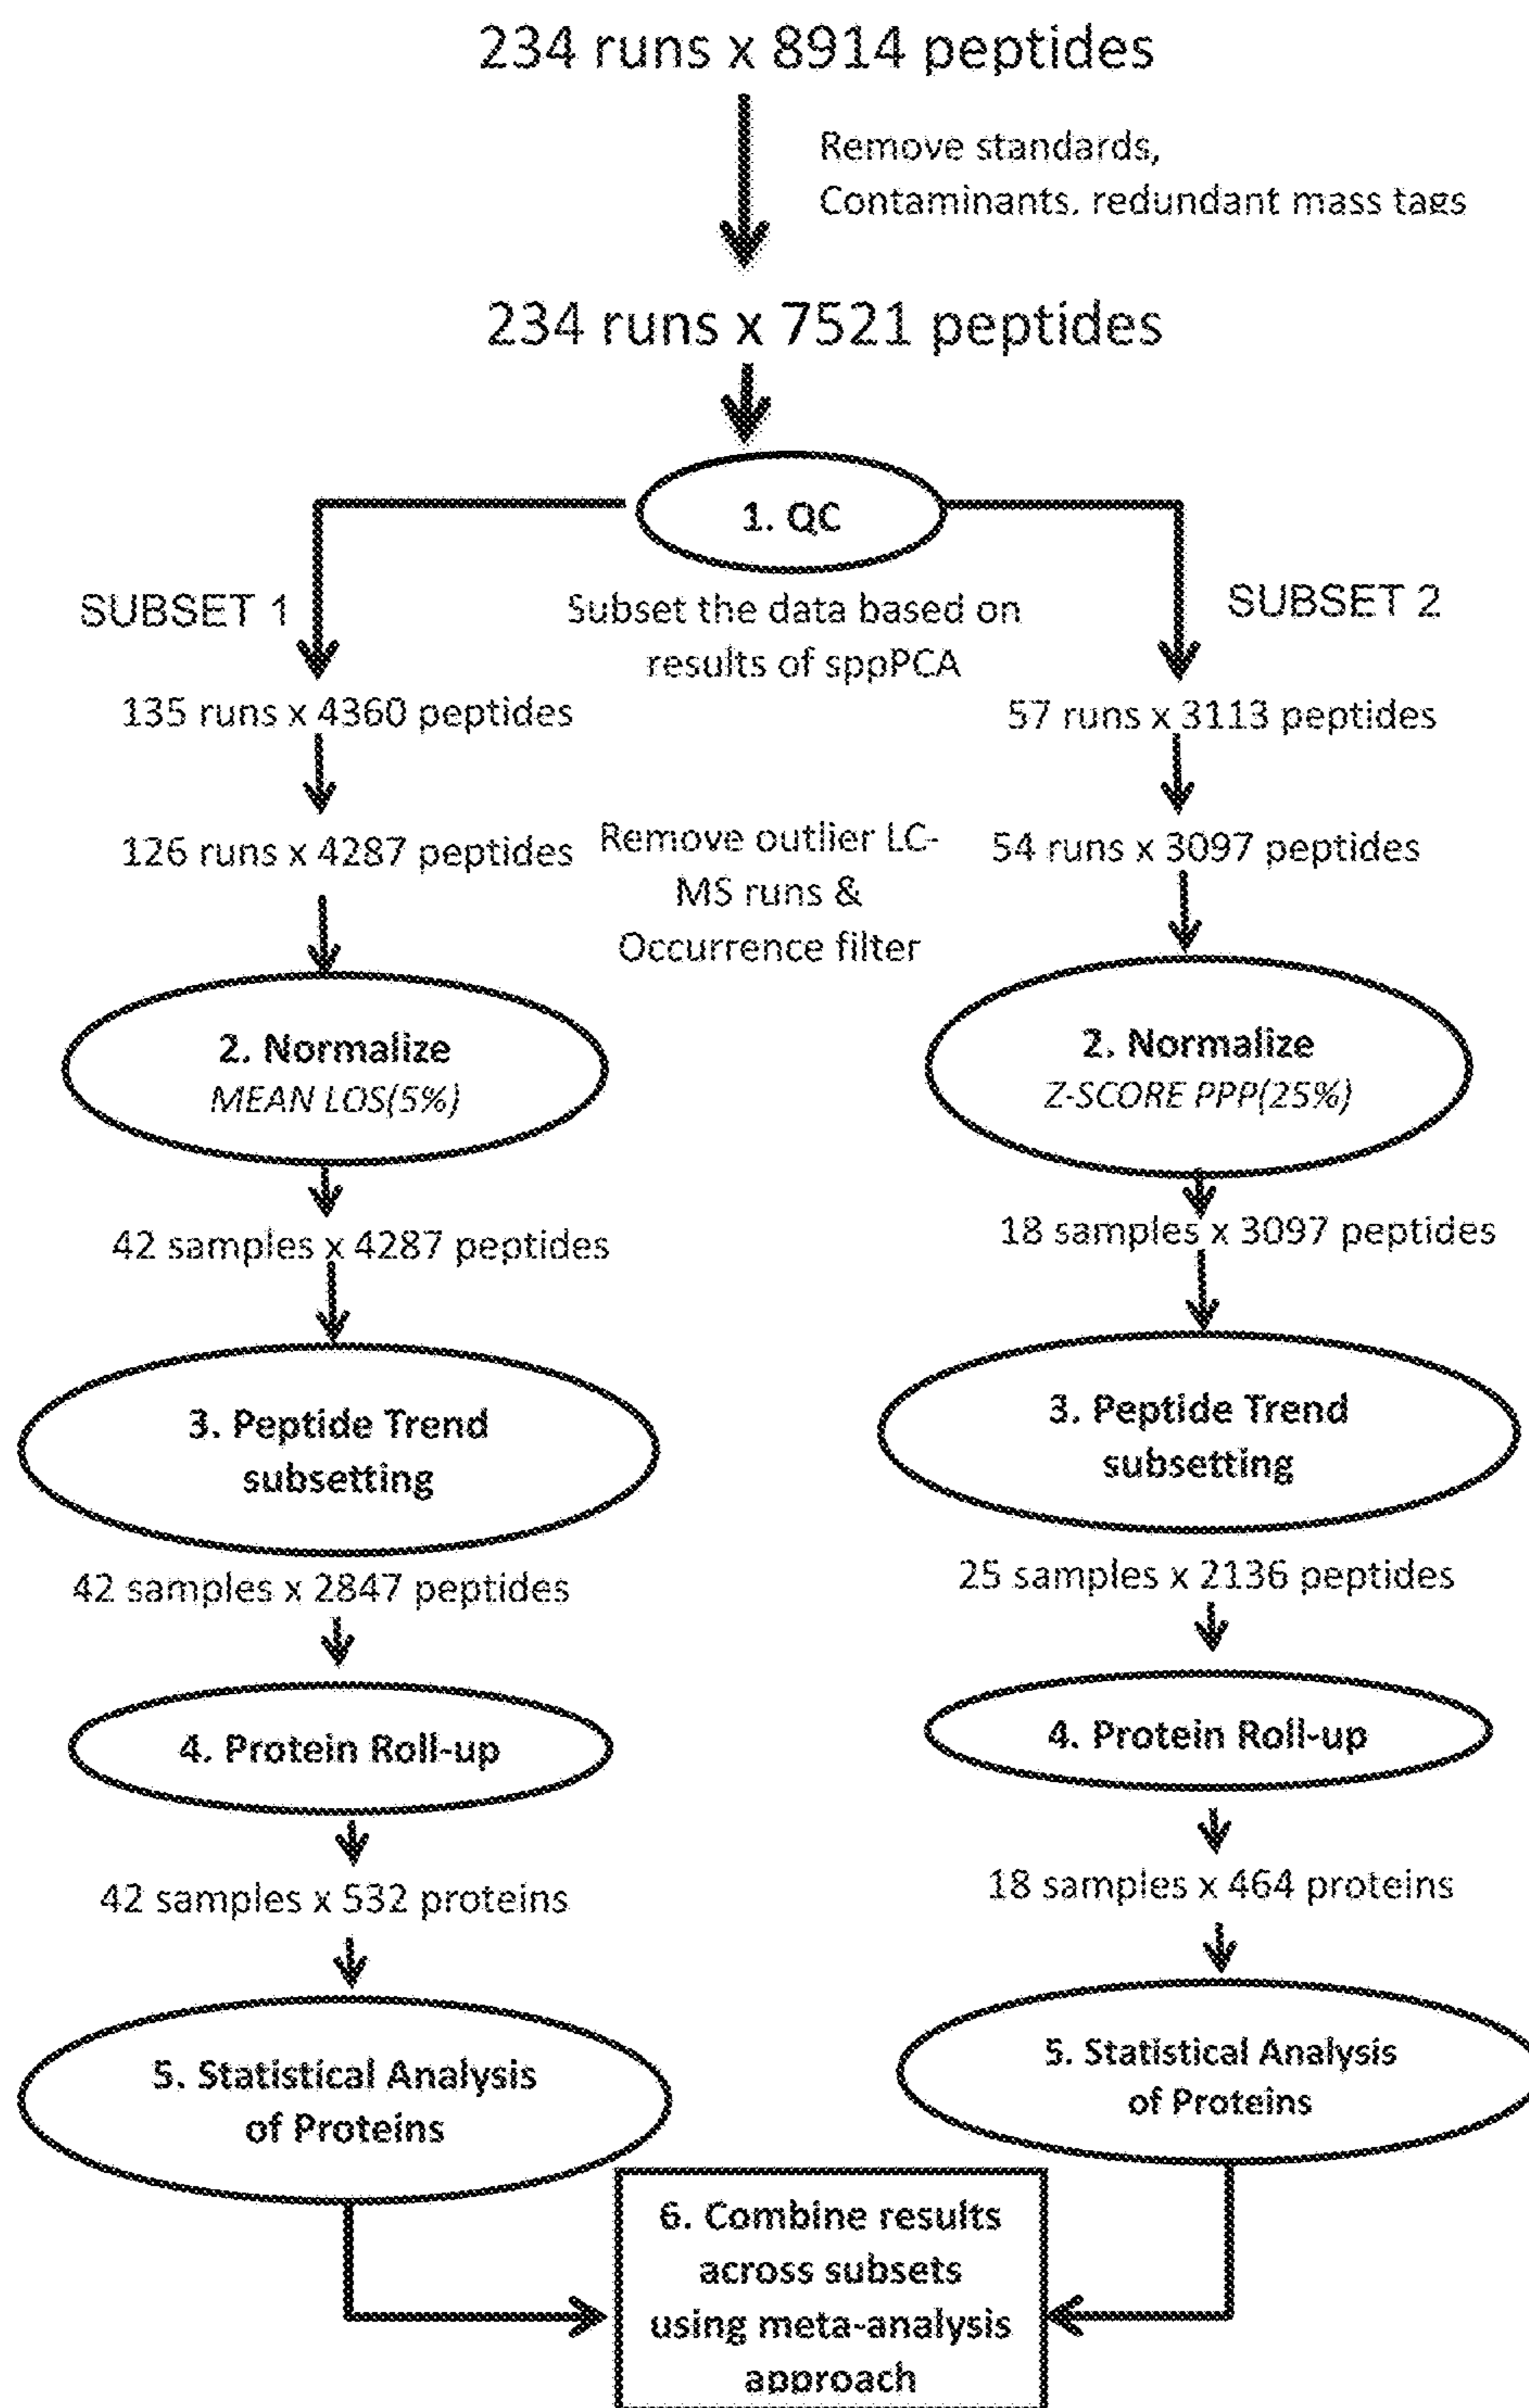 234 runs x 8914 peptides
Remove standards,
Contaminants, redundant mass tags
234 runs x 7521 peptides
1. QC
SUBSET 1
Subset the data based on
results of sppPCA
SUBSET 2
135 runs x 4360 peptides
57 runs x 3113 peptides
126 runs x 4287 peptides
Remove outlier LC-
MS runs &
Occurrence filter
54 runs x 3097 peptides
2. Normalize
MEAN LOS(5%)
2. Normalize
Z-SCORE PPP(25%)
42 samples x 4287 peptides
18 samples x 3097 peptides
3. Peptide Trend
subsetting
3. Peptide Trend
subsetting
42 samples x 2847 peptides
25 samples x 2136 peptides
4. Protein Roll-up
4. Protein Roll-up
42 samples x 532 proteins
18 samples x 464 proteins
5. Statistical Analysis
of Proteins
5. Statistical Analysis
of Proteins
6. Combine results
across subsets
using meta-analysis
approach